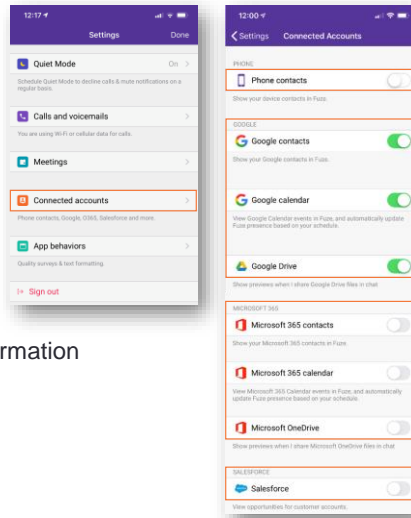 12:17
Settings
Done
Quiet Mode
On
Schedule Quiet Mode to decline calls & mute notifications on a
regular basis.
Calls and voicemails
You are using Wi-Fi or cellular data for calls.
Meetings
Connected accounts
Phone contacts, Google, O365, Salesforce and more.
App behaviors
Quality surveys & text formatting.
Sign out
rmation
12:00
Settings
Connected Accounts
PHONE
Phone contacts
Show your device contacts in Fuze.
GOOGLE
Google contacts
Show your Google contacts in Fuze.
Google calendar
View Google Calendar events in Fuze, and automatically update
Fuze presence based on your schedule.
Google Drive
Show previews when I share Google Drive files in chat
MICROSOFT 365
Microsoft 365 contacts
Show your Microsoft 365 contacts in Fuze.
Microsoft 365 calendar
View Microsoft 365 Calendar events in Fuze, and automatically
update Fuze presence based on your schedule.
Microsoft OneDrive
Show previews when I share Microsoft OneDrive files in chat
SALESFORCE
Salesforce
View opportunities for customer accounts.